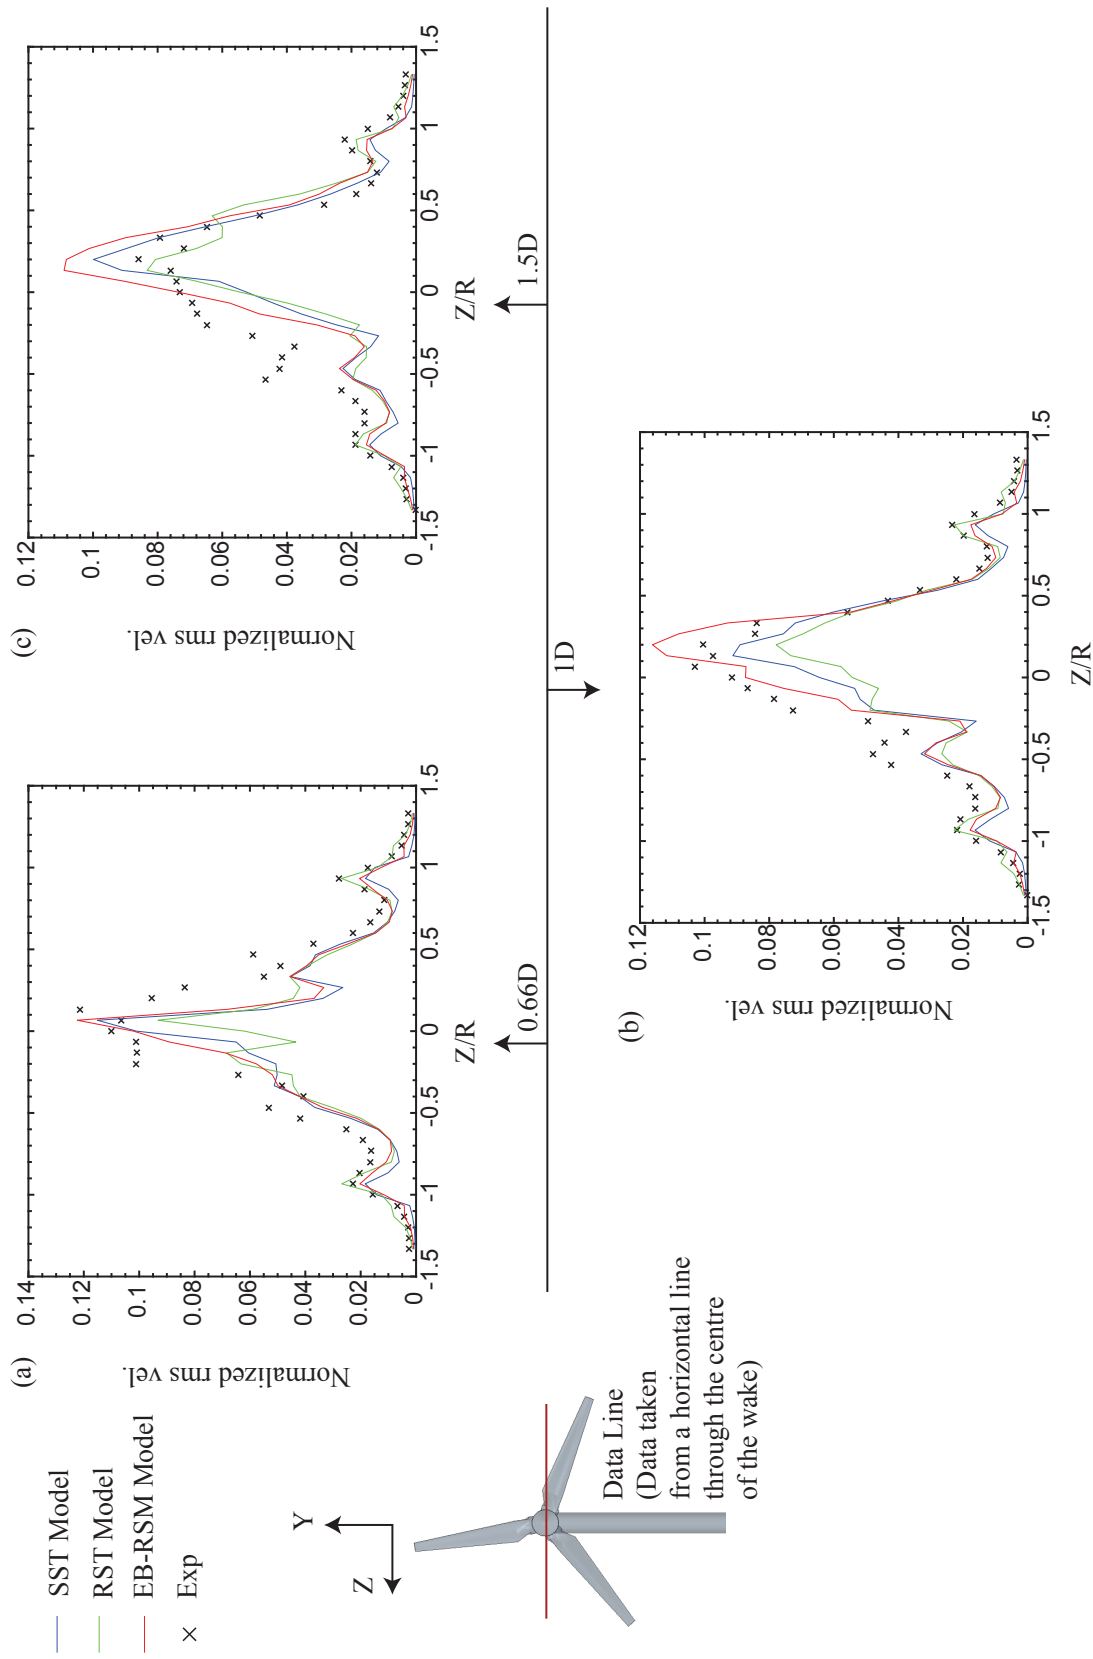 SST Model
RST Model
EB-RSM Model
Exp
Y
Z
Data Line
(Data taken
from a horizontal line
through the centre
of the wake)
(a)
Normalized rms vel.
0.14
0.12
0.1
0.08
0.06
0.04
0.02
0
-1.5
-1
-0.5
0
0.5
1
1.5
Z/R
(c)
Normalized rms vel.
0.12
0.1
0.08
0.06
0.04
0.02
0
-1.5
-1
-0.5
0
0.5
1
1.5
Z/R
0.66D
1D
1.5D
(b)
Normalized rms vel.
0.12
0.1
0.08
0.06
0.04
0.02
0
-1.5
-1
-0.5
0
0.5
1
1.5
Z/R